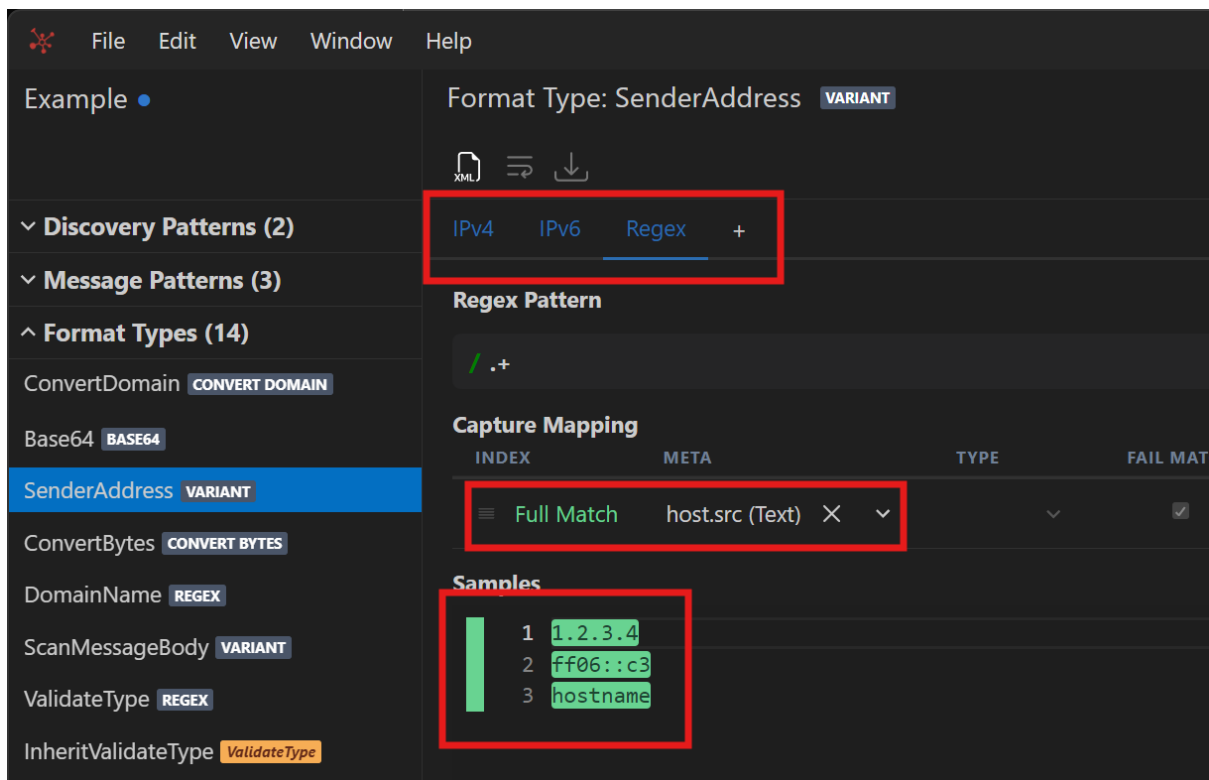 File Edit View Window Help
Example
Discovery Patterns (2)
Message Patterns (3)
Format Types (14)
ConvertDomain CONVERT DOMAIN
Base64 BASE64
SenderAddress VARIANT
ConvertBytes CONVERT BYTES
DomainName REGEX
ScanMessageBody VARIANT
ValidateType REGEX
InheritValidateType ValidateType
Format Type: SenderAddress VARIANT
XML
IPv4 IPv6 Regex +
Regex Pattern
/ .+
Capture Mapping
INDEX META TYPE FAIL MAT
Full Match host.src (Text)
Samples
1 1.2.3.4
2 ff06::c3
3 hostname